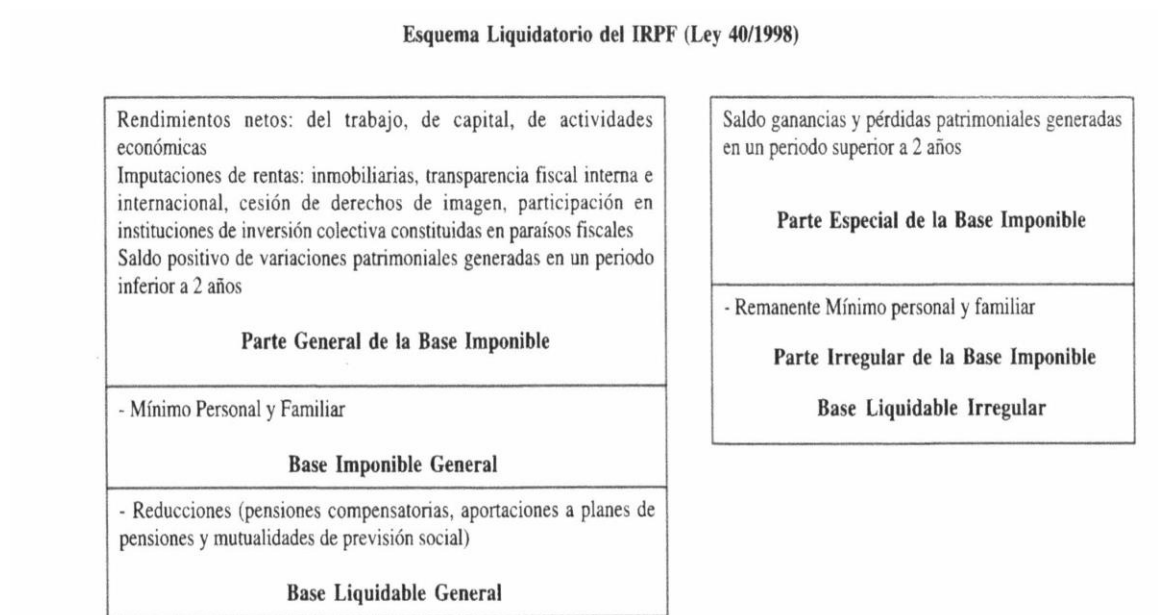 Esquema Liquidatorio del IRPF (Ley 40/1998)
Rendimientos netos: del trabajo, de capital, de actividades
económicas
Imputaciones de rentas: inmobiliarias, transparencia fiscal interna e
internacional, cesión de derechos de imagen, participación en
instituciones de inversión colectiva constituidas en paraísos fiscales
Saldo positivo de variaciones patrimoniales generadas en un periodo
inferior a 2 años
Parte General de la Base Imponible
- Mínimo Personal y Familiar
Base Imponible General
- Reducciones (pensiones compensatorias, aportaciones a planes de
pensiones y mutualidades de previsión social)
Base Liquidable General
Saldo ganancias y pérdidas patrimoniales generadas
en un periodo superior a 2 años
Parte Especial de la Base Imponible
- Remanente Mínimo personal y familiar
Parte Irregular de la Base Imponible
Base Liquidable Irregular